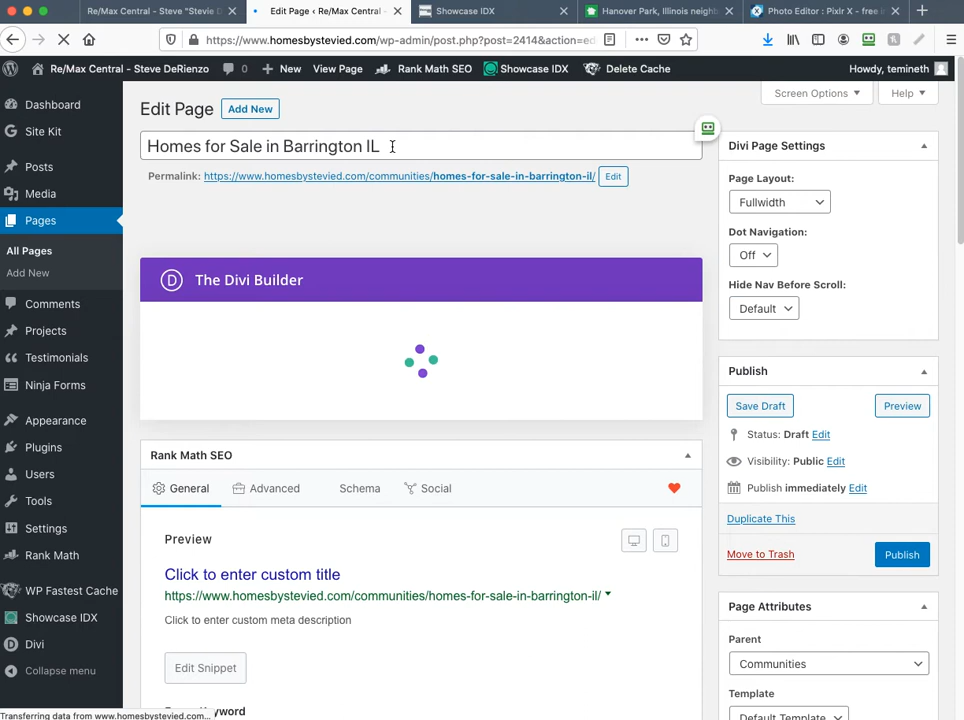 Re/Max Central - Steve "Stevie D
Edit Page ‹ Re/Max Central -
Showcase IDX
Hanover Park, Illinois neighb
Photo Editor : Pixlr X - free i
https://www.homesbystevied.com/wp-admin/post.php?post=2414&action=ed
Re/Max Central - Steve DeRienzo
0
New
View Page
Rank Math SEO
Showcase IDX
Delete Cache
Howdy, temineth
Dashboard
Site Kit
Posts
Media
Pages
All Pages
Add New
Comments
Projects
Testimonials
Ninja Forms
Appearance
Plugins
Users
Tools
Settings
Rank Math
WP Fastest Cache
Showcase IDX
Divi
Collapse menu
Screen Options
Help
Edit Page
Add New
Homes for Sale in Barrington IL
Permalink: https://www.homesbystevied.com/communities/homes-for-sale-in-barrington-il/ Edit
The Divi Builder
Rank Math SEO
General
Advanced
Schema
Social
Preview
Click to enter custom title
https://www.homesbystevied.com/communities/homes-for-sale-in-barrington-il/
Click to enter custom meta description
Edit Snippet
Divi Page Settings
Page Layout:
Fullwidth
Dot Navigation:
Off
Hide Nav Before Scroll:
Default
Publish
Save Draft
Preview
Status: Draft Edit
Visibility: Public Edit
Publish immediately Edit
Duplicate This
Move to Trash
Publish
Page Attributes
Parent
Communities
Template
Default Template
Transferring data from www.homesbystevied.com...